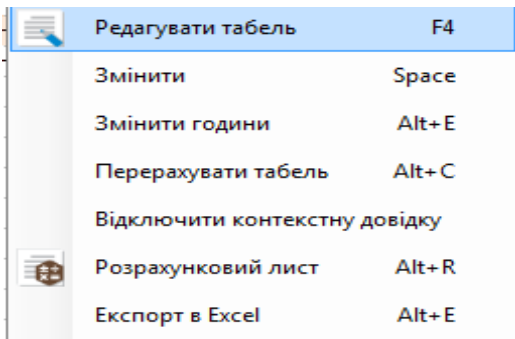 Редагувати табель F4
Змінити Space
Змінити години Alt+E
Перерахувати табель Alt+C
Відключити контекстну довідку
Розрахунковий лист Alt+R
Експорт в Excel Alt+E